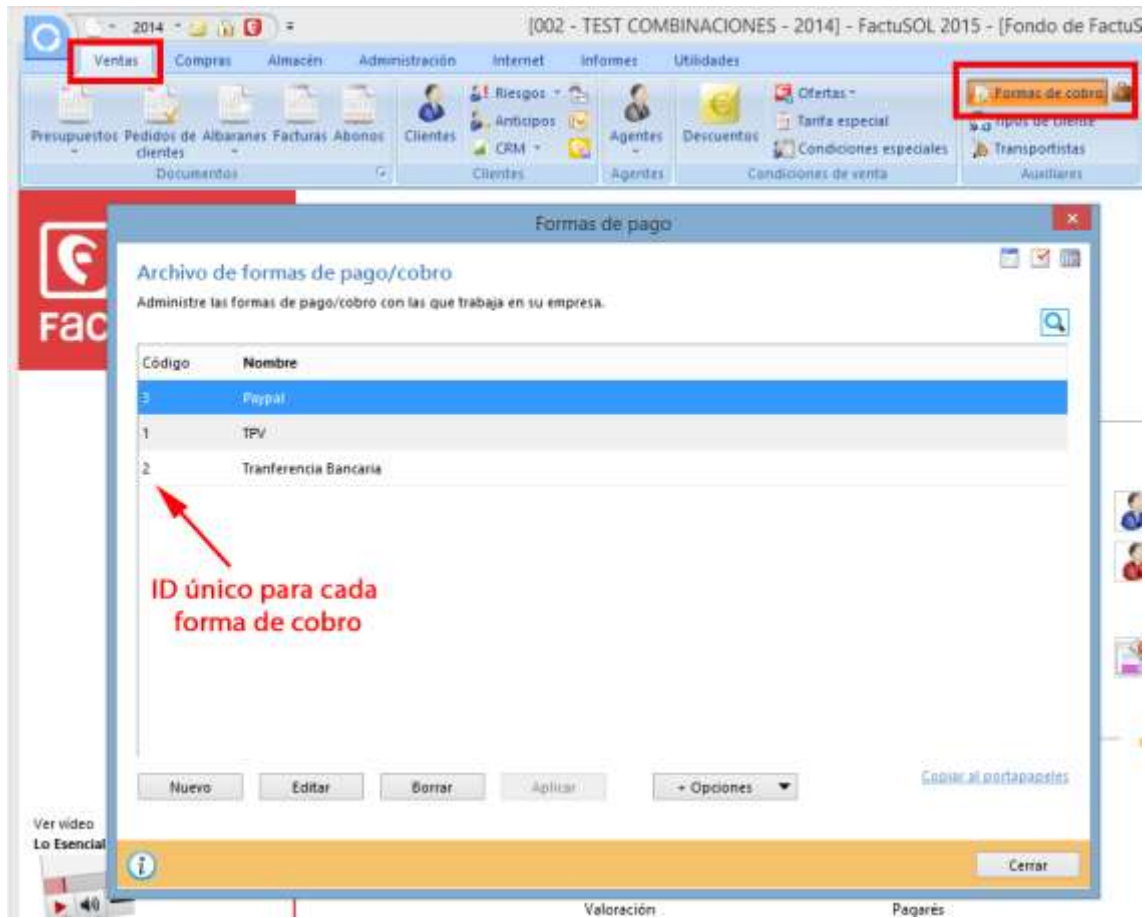 2014
[002 - TEST COMBINACIONES - 2014] - FactuSOL 2015 - [Fondo de FactuS
Ventas Compras Almacén Administración Internet Informes Utilidades
Presupuestos Pedidos de clientes Albaranes Facturas Abonos
Clientes
Riesgos
Anticipos
CRM
Agentes
Descuentos
Ofertas
Tarifa especial
Condiciones especiales
Formas de cobro
Tipos de cliente
Transportistas
Documentos Clientes Agentes Condiciones de venta Auxiliares
Fac
Formas de pago
Archivo de formas de pago/cobro
Administre las formas de pago/cobro con las que trabaja en su empresa.
Código Nombre
3 Paypal
1 TPV
2 Tranferencia Bancaria
ID único para cada
forma de cobro
Nuevo Editar Borrar Aplicar + Opciones Copiar al portapapeles
Ver vídeo
Lo Esencial
Cerrar
Valoración Pagarés